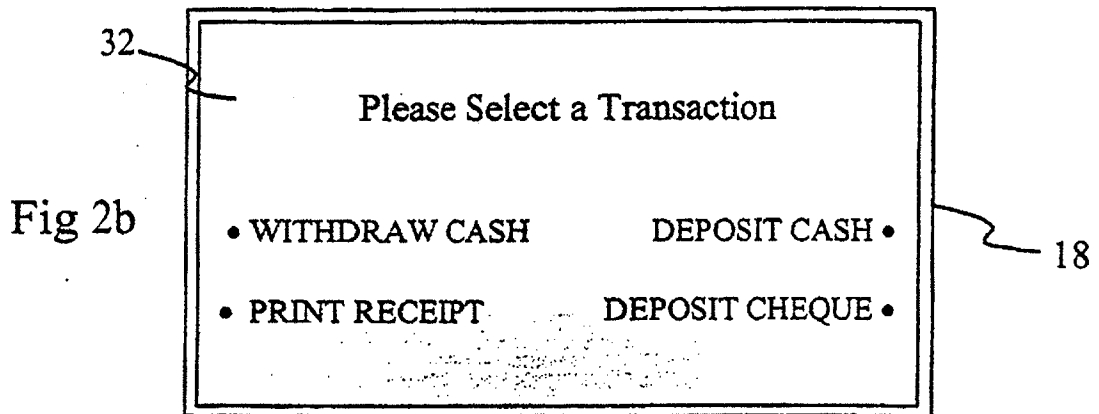 32
Please Select a Transaction
Fig 2b
• WITHDRAW CASH DEPOSIT CASH •
18
• PRINT RECEIPT DEPOSIT CHEQUE •